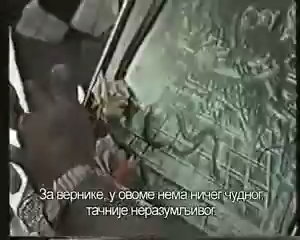 За вернике, у овоме нема ничег чудног,
тачније неразумљивог.